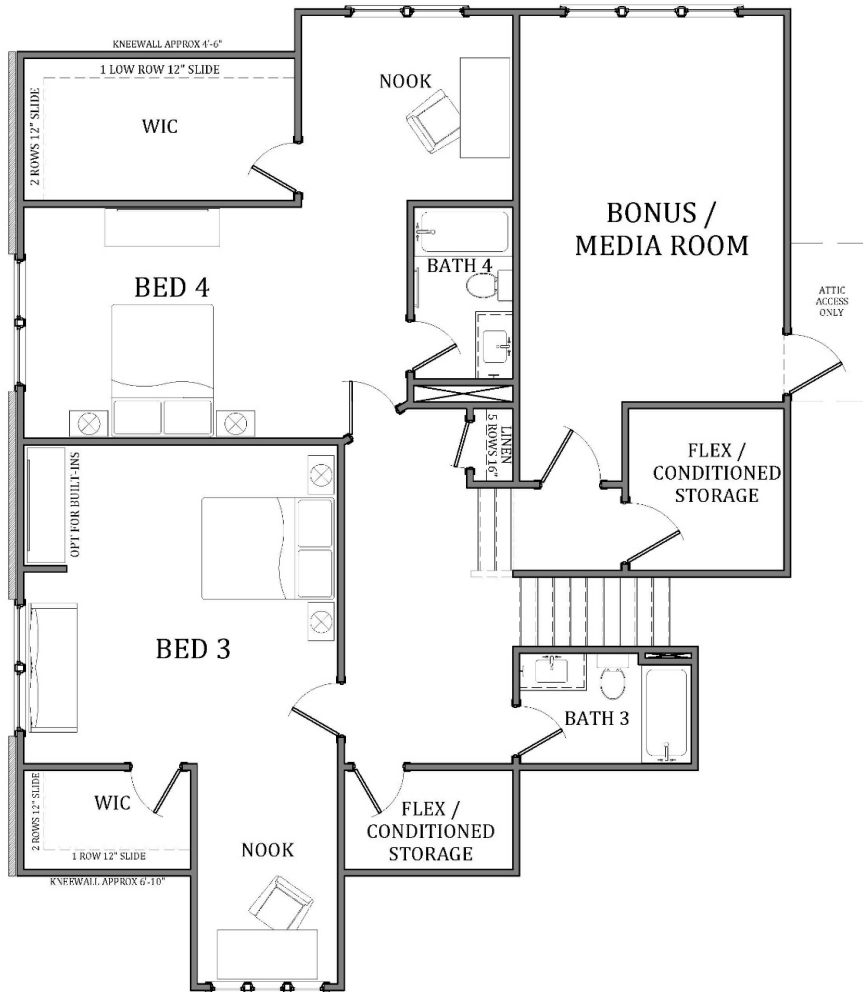 KNEEWALL APPROX 4'-6"
1 LOW ROW 12" SLIDE
2 ROWS 12" SLIDE
WIC
NOOK
BONUS /
MEDIA ROOM
BATH 4
BED 4
ATTIC
ACCESS
ONLY
LINEN
5 ROWS 16"
FLEX /
CONDITIONED
STORAGE
OPT FOR BUILT-INS
BED 3
BATH 3
2 ROWS 12" SLIDE
WIC
1 ROW 12" SLIDE
KNEEWALL APPROX 6'-10"
NOOK
FLEX /
CONDITIONED
STORAGE